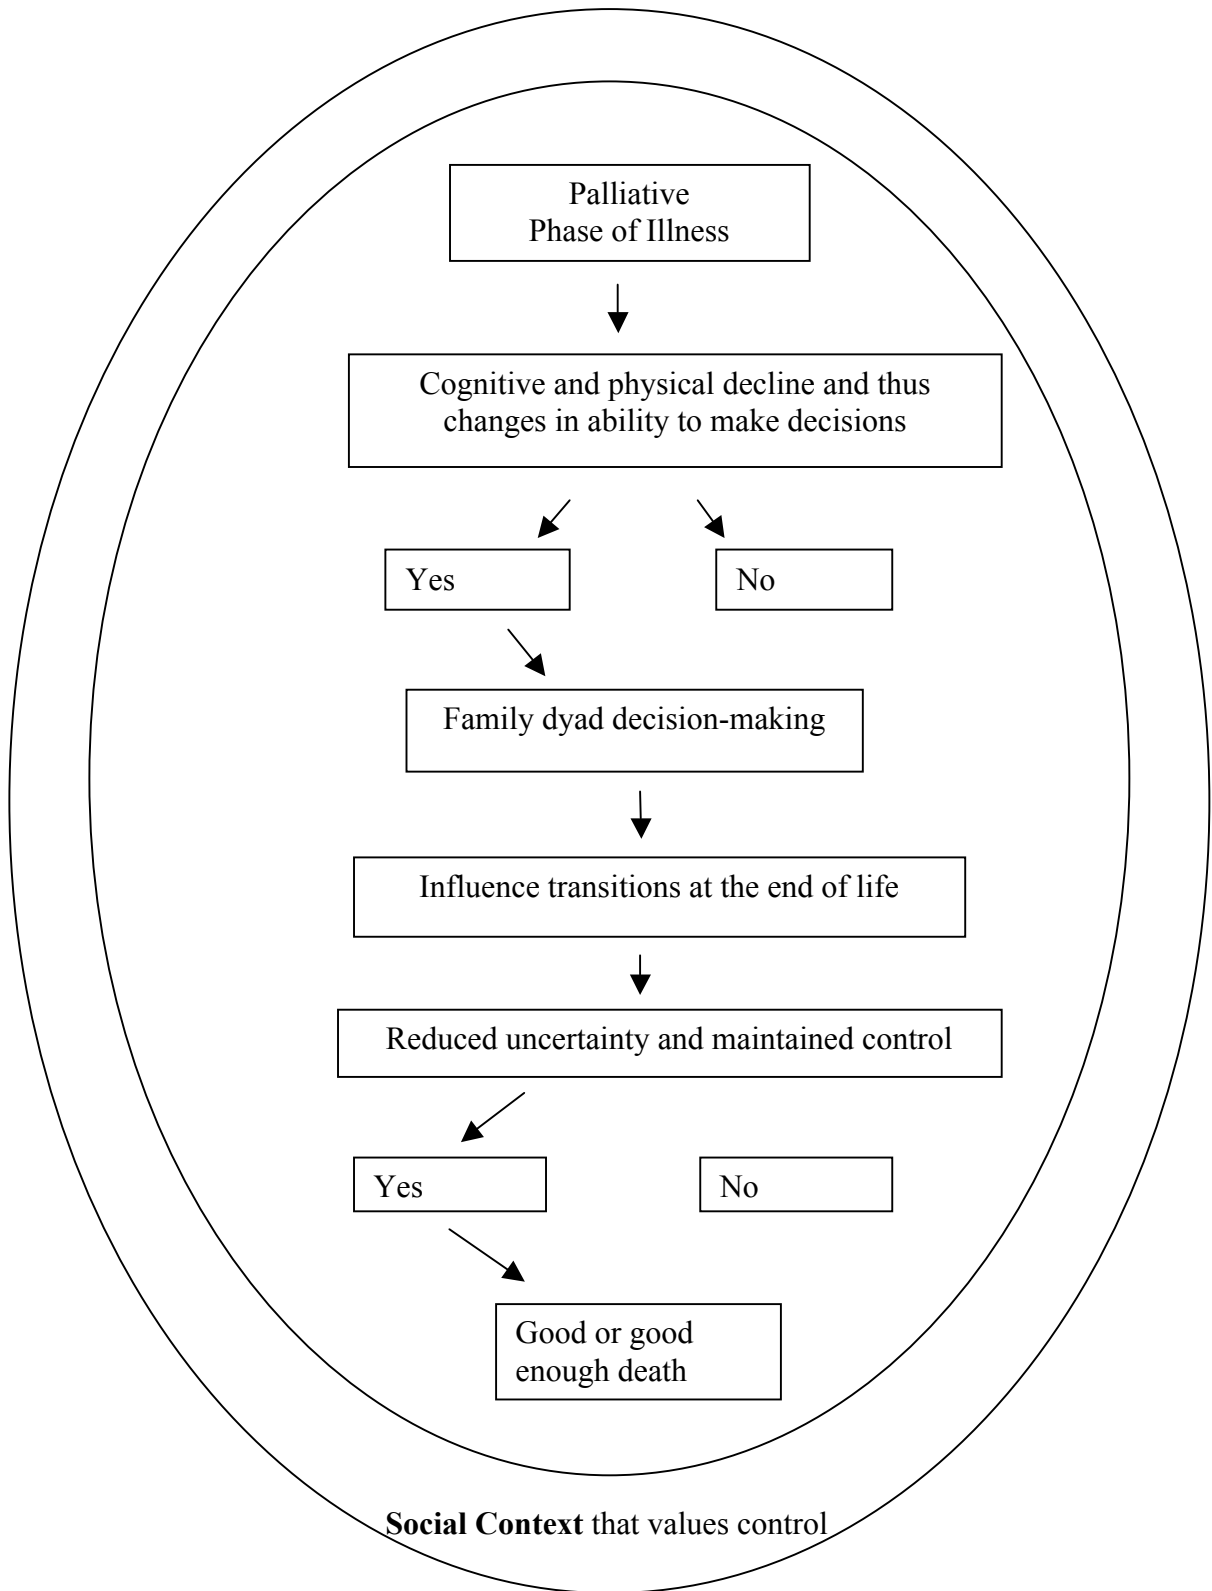 Palliative
Phase of Illness
Cognitive and physical decline and thus
changes in ability to make decisions
Yes
No
Family dyad decision-making
Influence transitions at the end of life
Reduced uncertainty and maintained control
Yes
No
Good or good
enough death
Social Context that values control